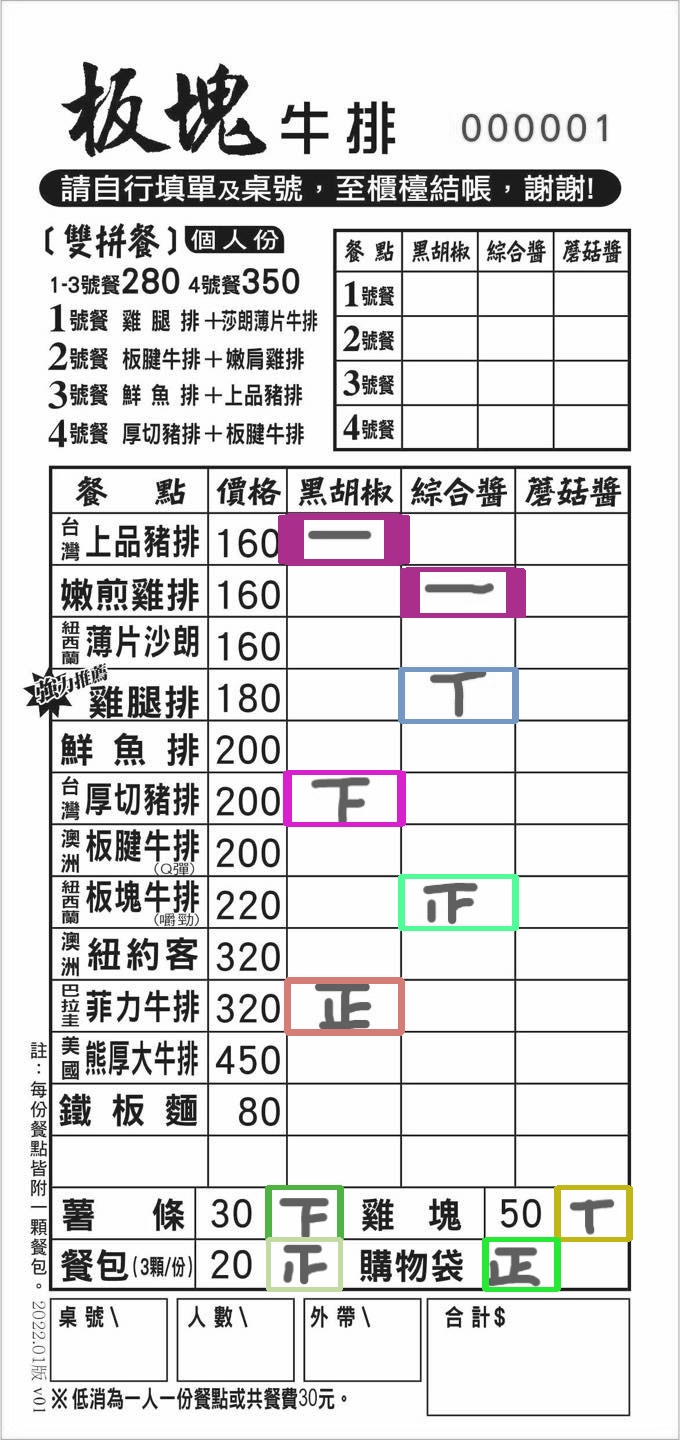 板塊牛排 000001
請自行填單及桌號，至櫃檯結帳，謝謝!
〔雙拼餐〕個人份
1-3號餐280 4號餐350
1號餐 雞腿排＋莎朗薄片牛排
2號餐 板腱牛排＋嫩肩雞排
3號餐 鮮魚排＋上品豬排
4號餐 厚切豬排＋板腱牛排
餐點 黑胡椒 綜合醬 蘑菇醬
1號餐
2號餐
3號餐
4號餐
餐點 價格 黑胡椒 綜合醬 蘑菇醬
台灣 上品豬排 160 一
嫩煎雞排 160 一
紐西蘭 薄片沙朗 160
強力推薦 雞腿排 180 丅
鮮魚排 200
台灣 厚切豬排 200 下
澳洲 板腱牛排(Q彈) 200
紐西蘭 板塊牛排(嚼勁) 220 正
澳洲 紐約客 320
巴拉圭 菲力牛排 320 正
美國 熊厚大牛排 450
鐵板麵 80
薯條 30 下 雞塊 50 丅
餐包(3顆/份) 20 正 購物袋 正
註：每份餐點皆附一顆餐包。2022.01版 v01
桌號\ 人數\ 外帶\ 合計$
※低消為一人一份餐點或共餐費30元。